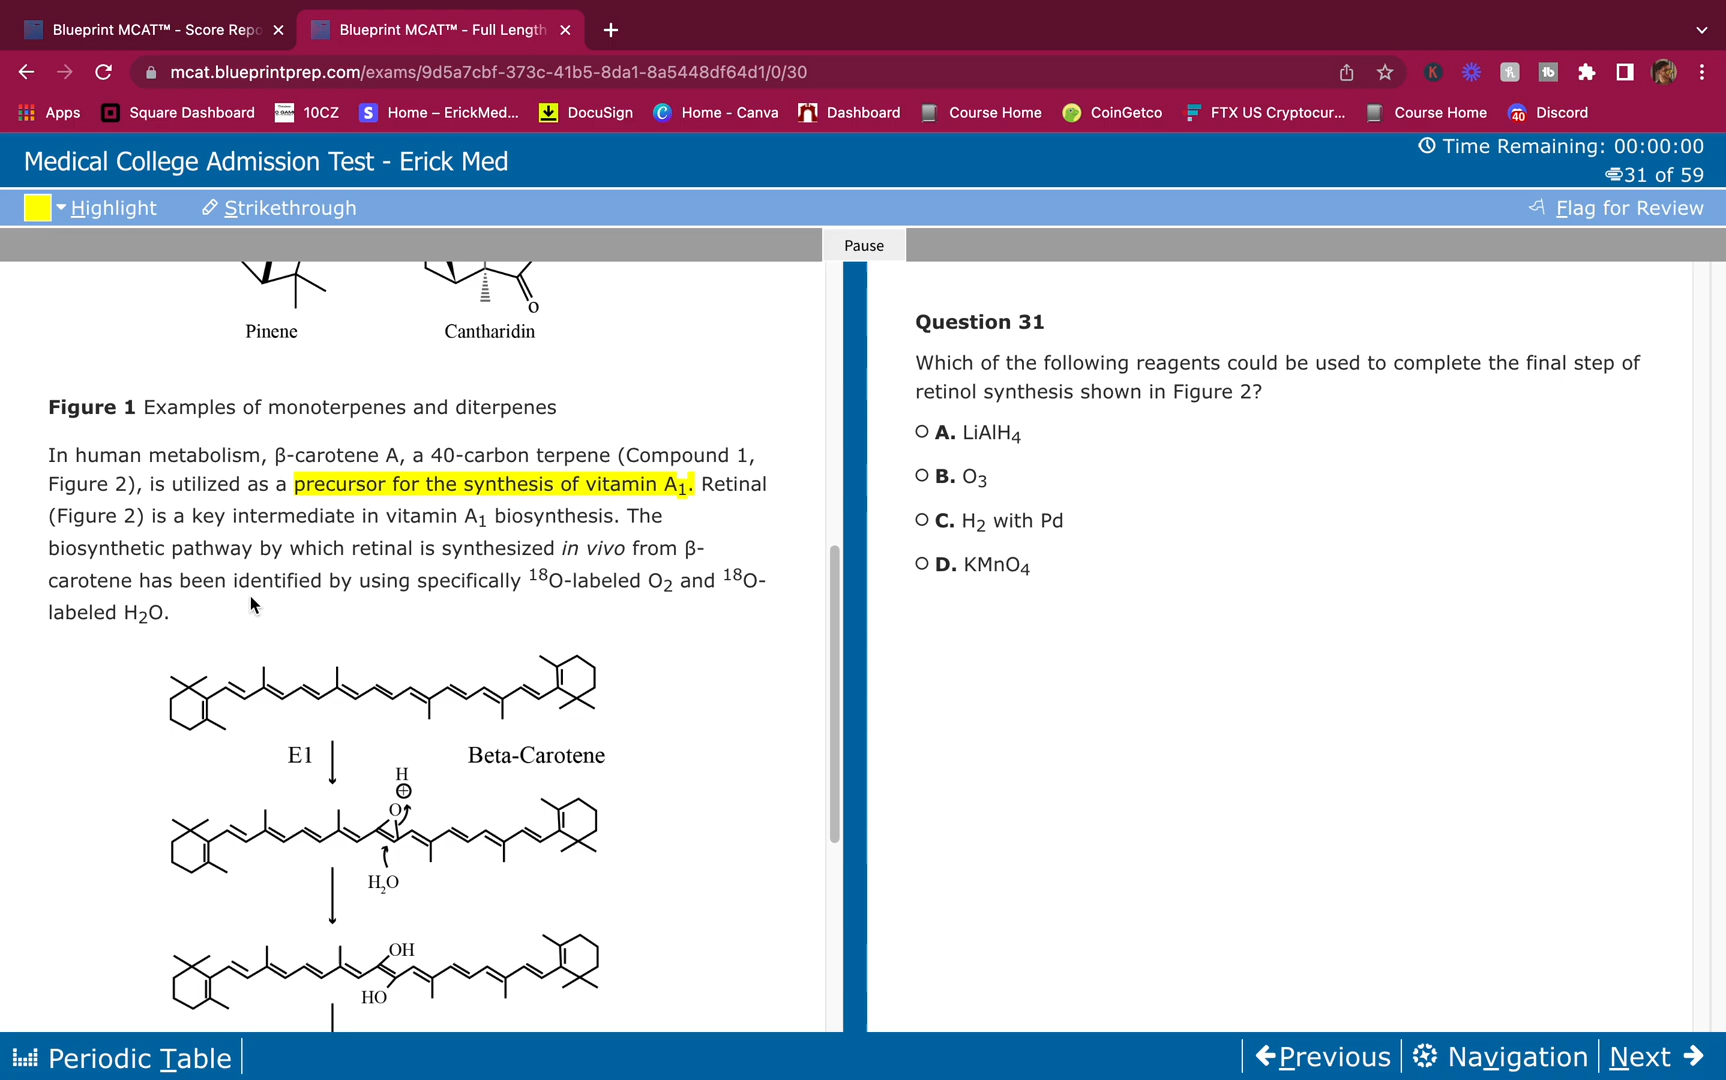 Blueprint MCAT™ - Score Repo
Blueprint MCAT™ - Full Length
mcat.blueprintprep.com/exams/9d5a7cbf-373c-41b5-8da1-8a5448df64d1/0/30
Apps
Square Dashboard
10CZ
Home – ErickMed...
DocuSign
Home - Canva
Dashboard
Course Home
CoinGetco
FTX US Cryptocur...
Course Home
40
Discord
Medical College Admission Test - Erick Med
Time Remaining: 00:00:00
31 of 59
Highlight
Strikethrough
Flag for Review
Pause
O
Pinene
Cantharidin
Figure 1 Examples of monoterpenes and diterpenes
In human metabolism, β-carotene A, a 40-carbon terpene (Compound 1,
Figure 2), is utilized as a precursor for the synthesis of vitamin A₁. Retinal
(Figure 2) is a key intermediate in vitamin A₁ biosynthesis. The
biosynthetic pathway by which retinal is synthesized in vivo from β-
carotene has been identified by using specifically ¹⁸O-labeled O₂ and ¹⁸O-
labeled H₂O.
E1
Beta-Carotene
H
⊕
O
H₂O
OH
HO
Question 31
Which of the following reagents could be used to complete the final step of
retinol synthesis shown in Figure 2?
A. LiAlH₄
B. O₃
C. H₂ with Pd
D. KMnO₄
Periodic Table
Previous
Navigation
Next